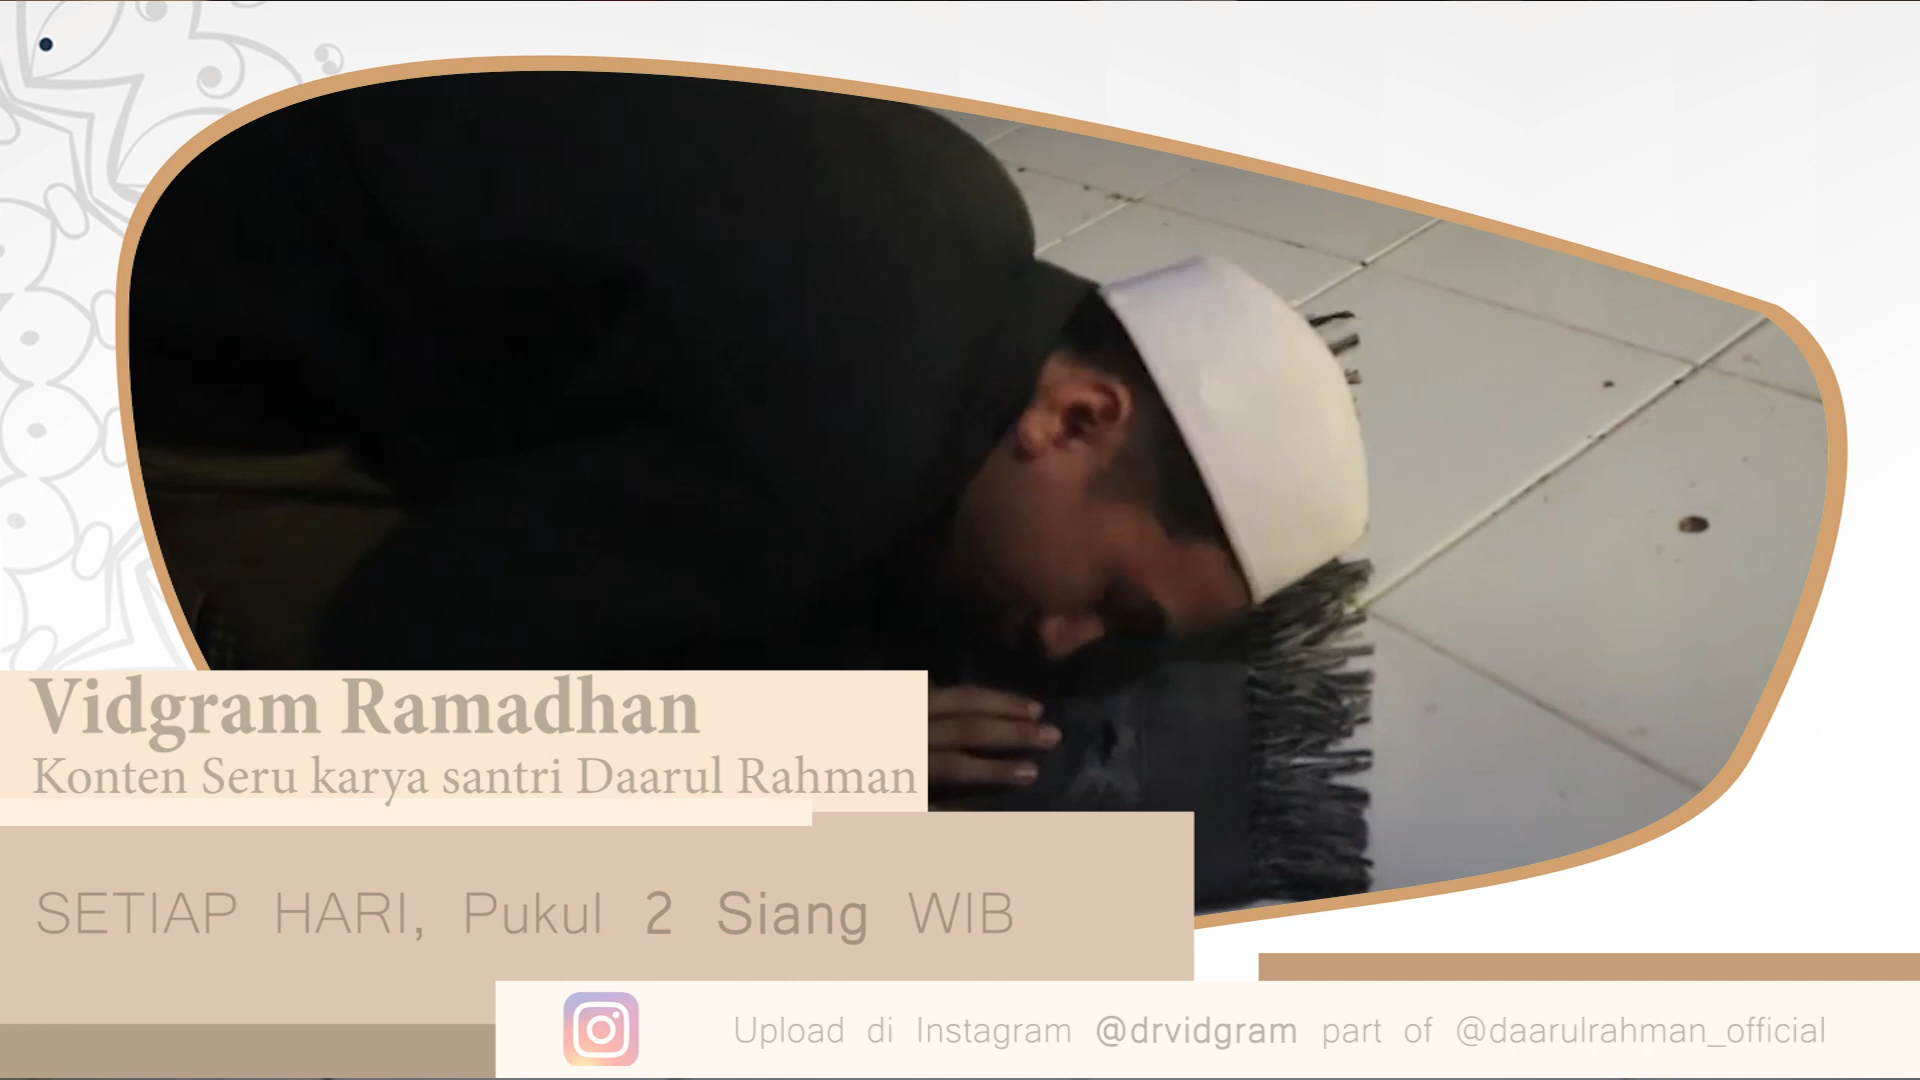 Vidgram Ramadhan
Konten Seru karya santri Daarul Rahman
SETIAP HARI, Pukul 2 Siang WIB
Upload di Instagram @drvidgram part of @daarulrahman_official